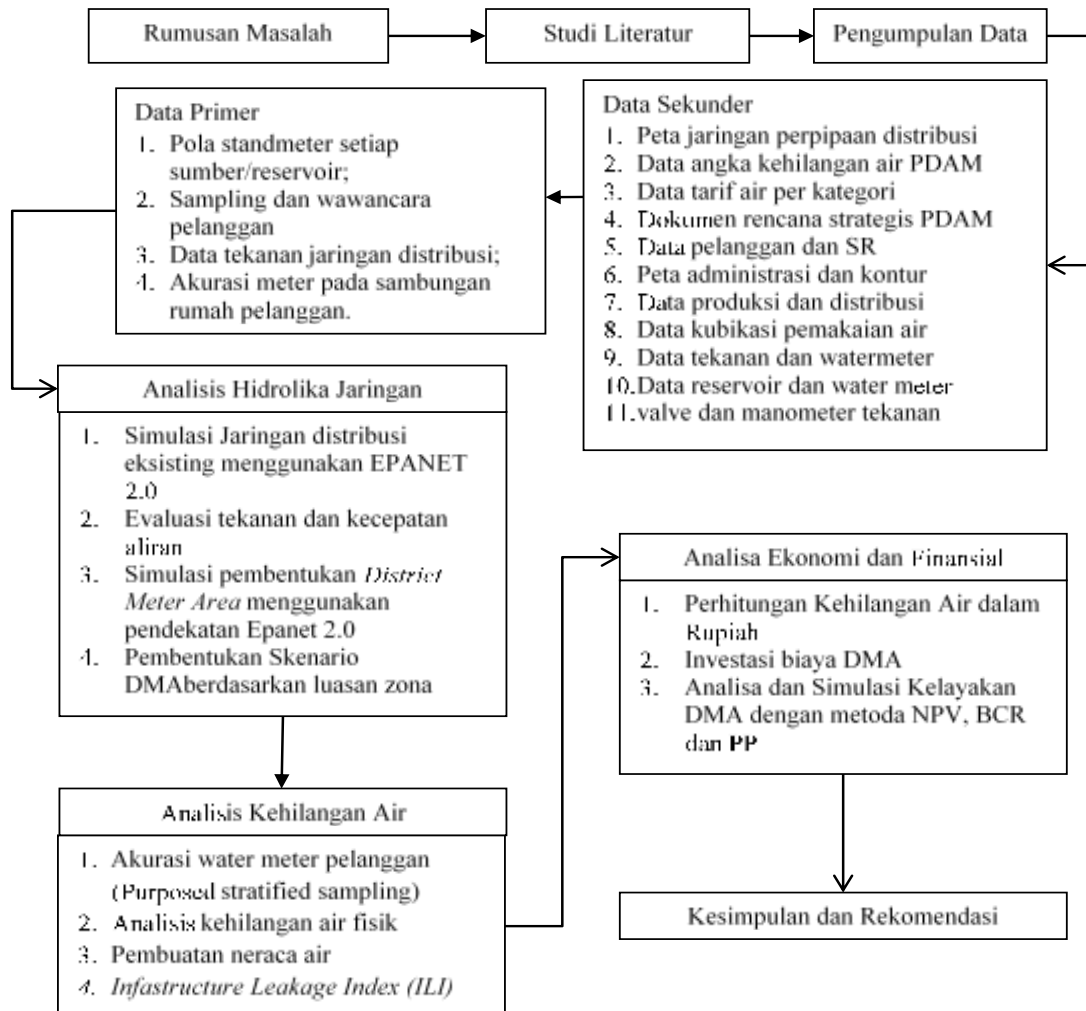 Rumusan Masalah
Studi Literatur
Pengumpulan Data
Data Sekunder
1. Peta jaringan perpipaan distribusi
2. Data angka kehilangan air PDAM
3. Data tarif air per kategori
4. Dokumen rencana strategis PDAM
5. Data pelanggan dan SR
6. Peta administrasi dan kontur
7. Data produksi dan distribusi
8. Data kubikasi pemakaian air
9. Data tekanan dan watermeter
10.Data reservoir dan water meter
11.valve dan manometer tekanan
Data Primer
1. Pola standmeter setiap
sumber/reservoir;
2. Sampling dan wawancara
pelanggan
3. Data tekanan jaringan distribusi;
4. Akurasi meter pada sambungan
rumah pelanggan.
Analisis Hidrolika Jaringan
1. Simulasi Jaringan distribusi
eksisting menggunakan EPANET
2.0
2. Evaluasi tekanan dan kecepatan
aliran
3. Simulasi pembentukan District
Meter Area menggunakan
pendekatan Epanet 2.0
4. Pembentukan Skenario
DMAberdasarkan luasan zona
Analisis Kehilangan Air
1. Akurasi water meter pelanggan
(Purposed stratified sampling)
2. Analisis kehilangan air fisik
3. Pembuatan neraca air
4. Infastructure Leakage Index (ILI)
Analisa Ekonomi dan Finansial
1. Perhitungan Kehilangan Air dalam
Rupiah
2. Investasi biaya DMA
3. Analisa dan Simulasi Kelayakan
DMA dengan metoda NPV, BCR
dan PP
Kesimpulan dan Rekomendasi